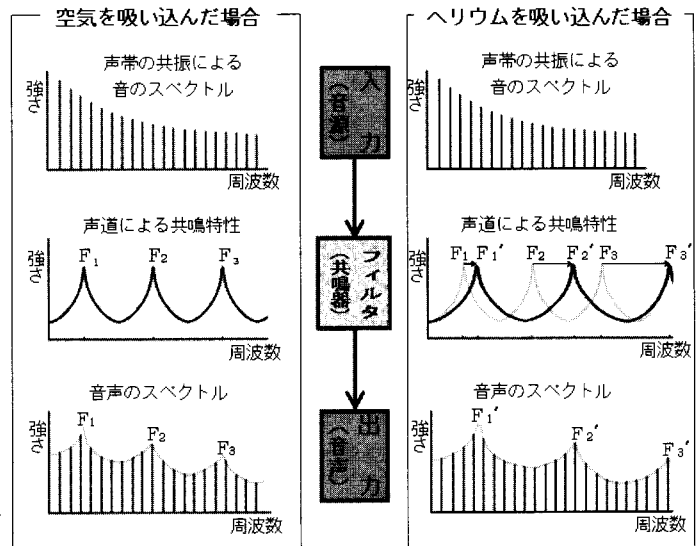 空気を吸い込んだ場合
声帯の共振による
音のスペクトル
強さ
周波数
声道による共鳴特性
F₁
F₂
F₃
強さ
周波数
音声のスペクトル
F₁
F₂
F₃
強さ
周波数
入力
(音源)
フィルタ
(共鳴器)
出力
(音声)
ヘリウムを吸い込んだ場合
声帯の共振による
音のスペクトル
強さ
周波数
声道による共鳴特性
F₁ F₁′ F₂ F₂′ F₃ F₃′
強さ
周波数
音声のスペクトル
F₁′
F₂′
F₃′
強さ
周波数